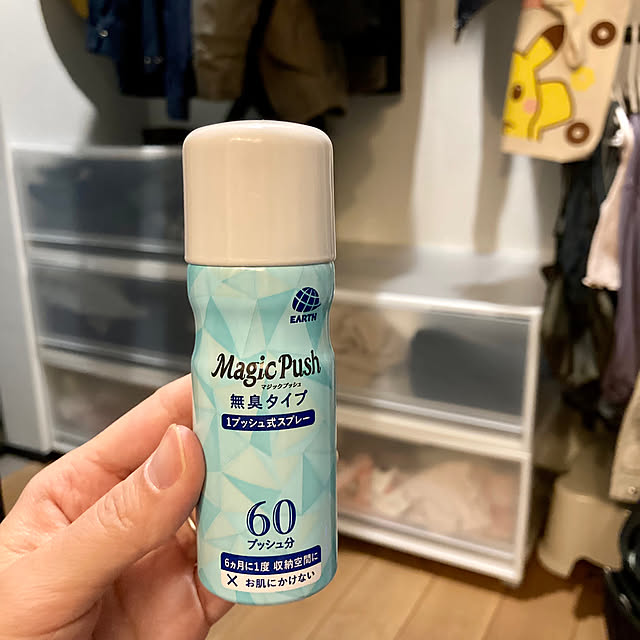 EARTH
Magic Push
マジックプッシュ
無臭タイプ
1プッシュ式スプレー
60
プッシュ分
6ヵ月に1度 収納空間に
× お肌にかけない